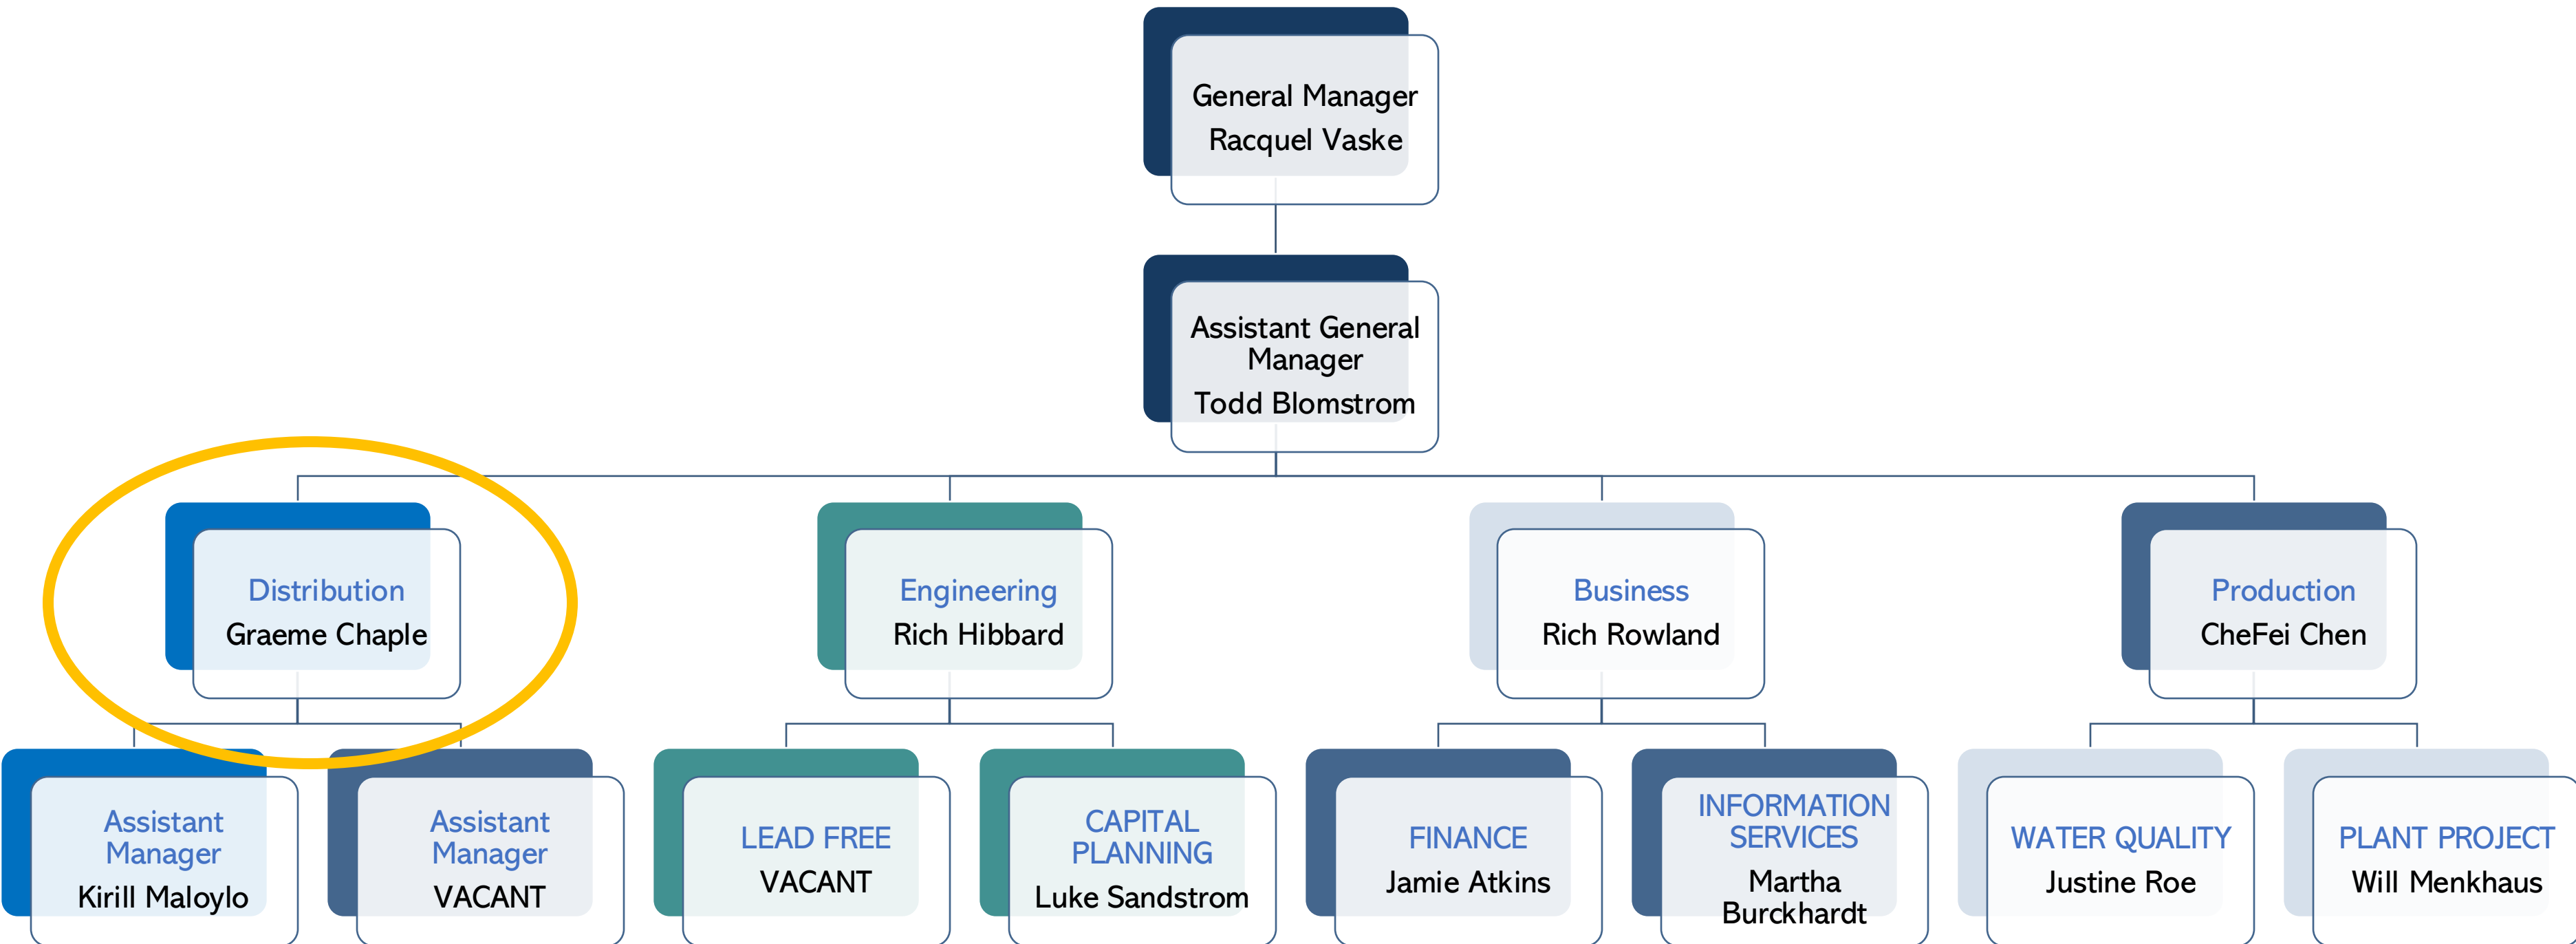 General Manager
Racquel Vaske
Assistant General
Manager
Todd Blomstrom
Distribution
Graeme Chaple
Engineering
Rich Hibbard
Business
Rich Rowland
Production
CheFei Chen
Assistant
Manager
Kirill Maloylo
Assistant
Manager
VACANT
LEAD FREE
VACANT
CAPITAL
PLANNING
Luke Sandstrom
FINANCE
Jamie Atkins
INFORMATION
SERVICES
Martha
Burckhardt
WATER QUALITY
Justine Roe
PLANT PROJECT
Will Menkhaus